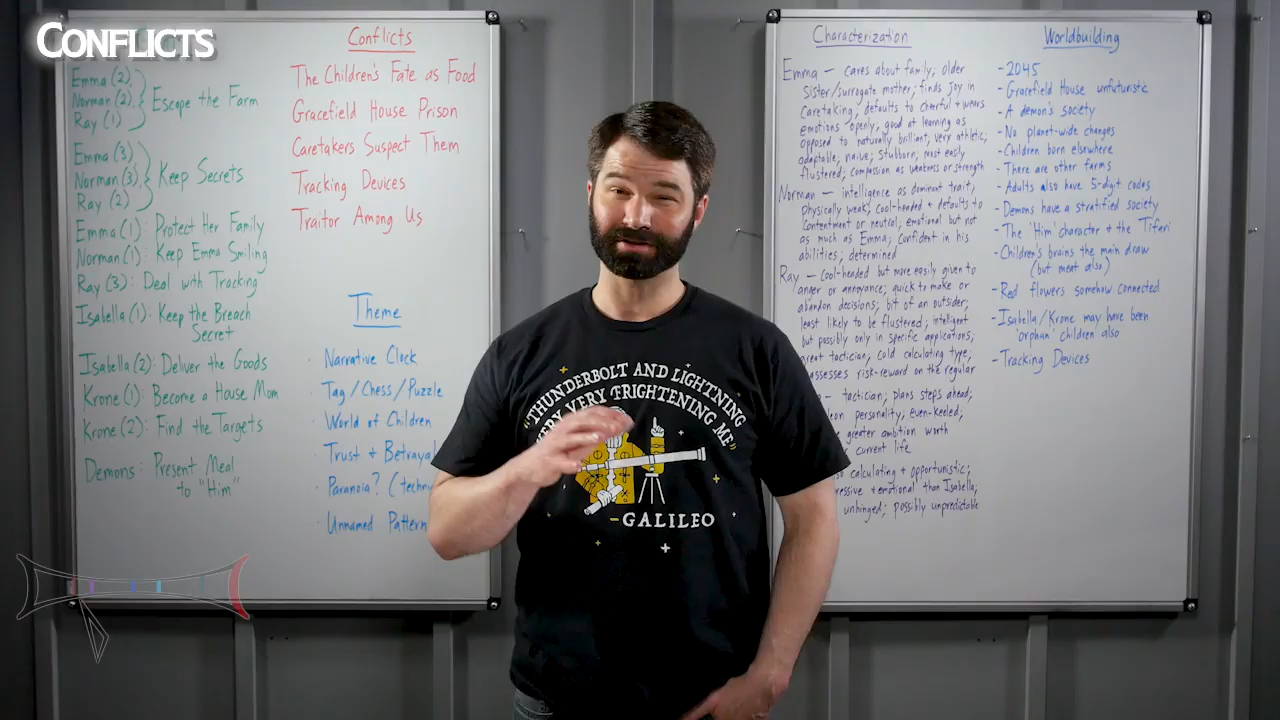 CONFLICTS
Emma (2)
Norman (2)
Ray (1)
Escape the Farm
Emma (3)
Norman (3)
Ray (2)
Keep Secrets
Emma (1): Protect Her Family
Norman (1): Keep Emma Smiling
Ray (3): Deal with Tracking
Isabella (1): Keep the Breach
Secret
Isabella (2): Deliver the Goods
Krone (1): Become a House Mom
Krone (2): Find the Targets
Demons: Present Meal
to "Him"
Conflicts
The Children's Fate as Food
Gracefield House Prison
Caretakers Suspect Them
Tracking Devices
Traitor Among Us
Theme
· Narrative Clock
· Tag/Chess/Puzzle
· World of Children
· Trust + Betrayal
· Paranoia?
· Unnamed Pattern
"THUNDERBOLT AND LIGHTNING
VERY VERY FRIGHTENING ME"
-GALILEO
Characterization
Emma - cares about family; older
sister/surrogate mother; finds joy in
caretaking, defaults to cheerful + wears
emotions openly, good at learning as
opposed to naturally brilliant; very athletic;
adaptable, naive; stubborn; most easily
flustered; compassion as weakness or strength
Norman - intelligence as dominant trait;
physically weak; cool-headed + defaults to
contentment or neutral; emotional but not
as much as Emma; confident in his
abilities; determined
Ray - cool-headed but more easily given to
anger or annoyance; quick to make or
abandon decisions; bit of an outsider;
least likely to be flustered; intelligent
but possibly only in specific applications;
great tactician, cold calculating type,
assesses risk-reward on the regular
tactician, plans steps ahead;
personality; even-keeled;
greater ambition worth
current life
calculating + opportunistic;
emotional than Isabella;
unhinged; possibly unpredictable
Worldbuilding
- 2045
- Gracefield House unfuturistic
- A demon's society
- No planet-wide changes
- Children born elsewhere
- There are other farms
- Adults also have 5-digit codes
- Demons have a stratified society
- The "Him" character + the Tifari
- Children's brains the main draw
(but meat also)
- Red flowers somehow connected
- Isabella/Krone may have been
'orphan' children also
- Tracking Devices